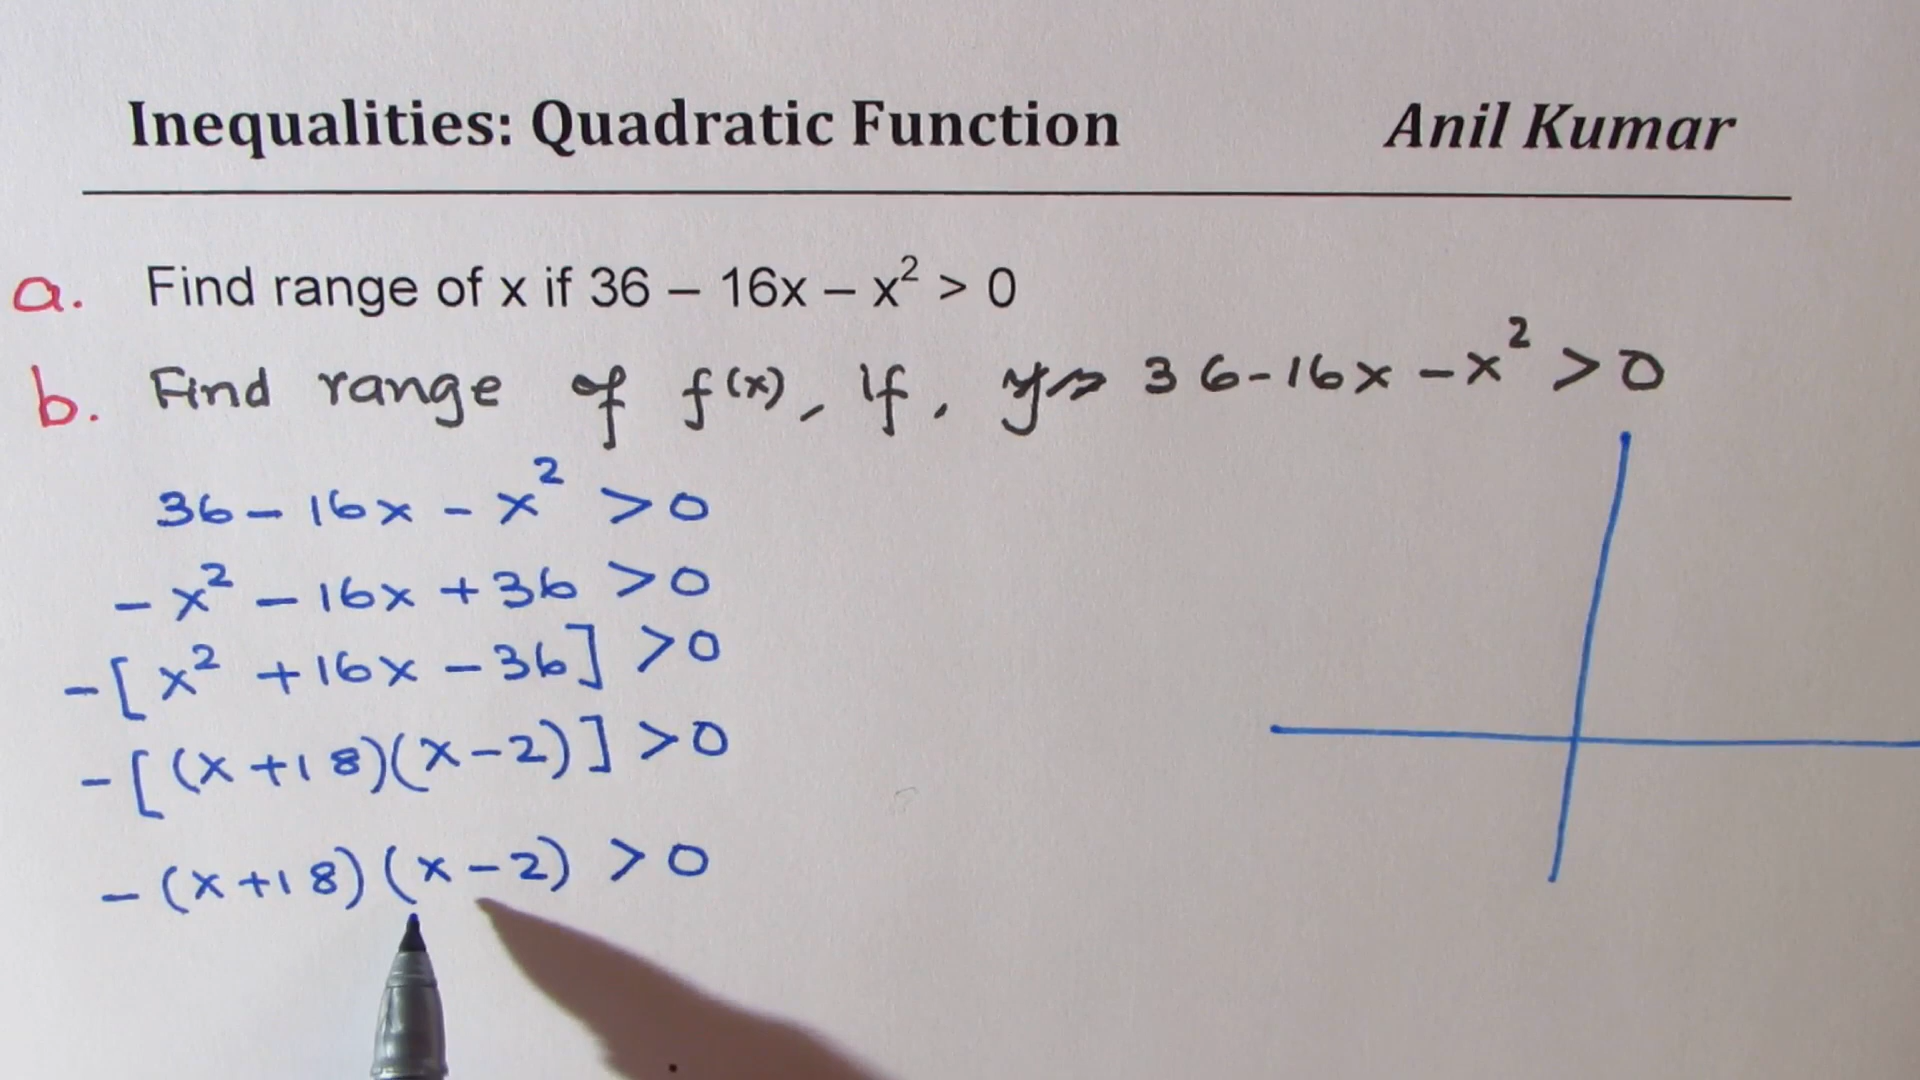 Inequalities: Quadratic Function Anil Kumar
a. Find range of x if 36 – 16x – x² > 0
b. Find range of f(x), if, 36-16x-x² >0
36-16x-x² >0
-x²-16x+36 >0
-[x²+16x-36] >0
-[(x+18)(x-2)] >0
-(x+18)(x-2) >0